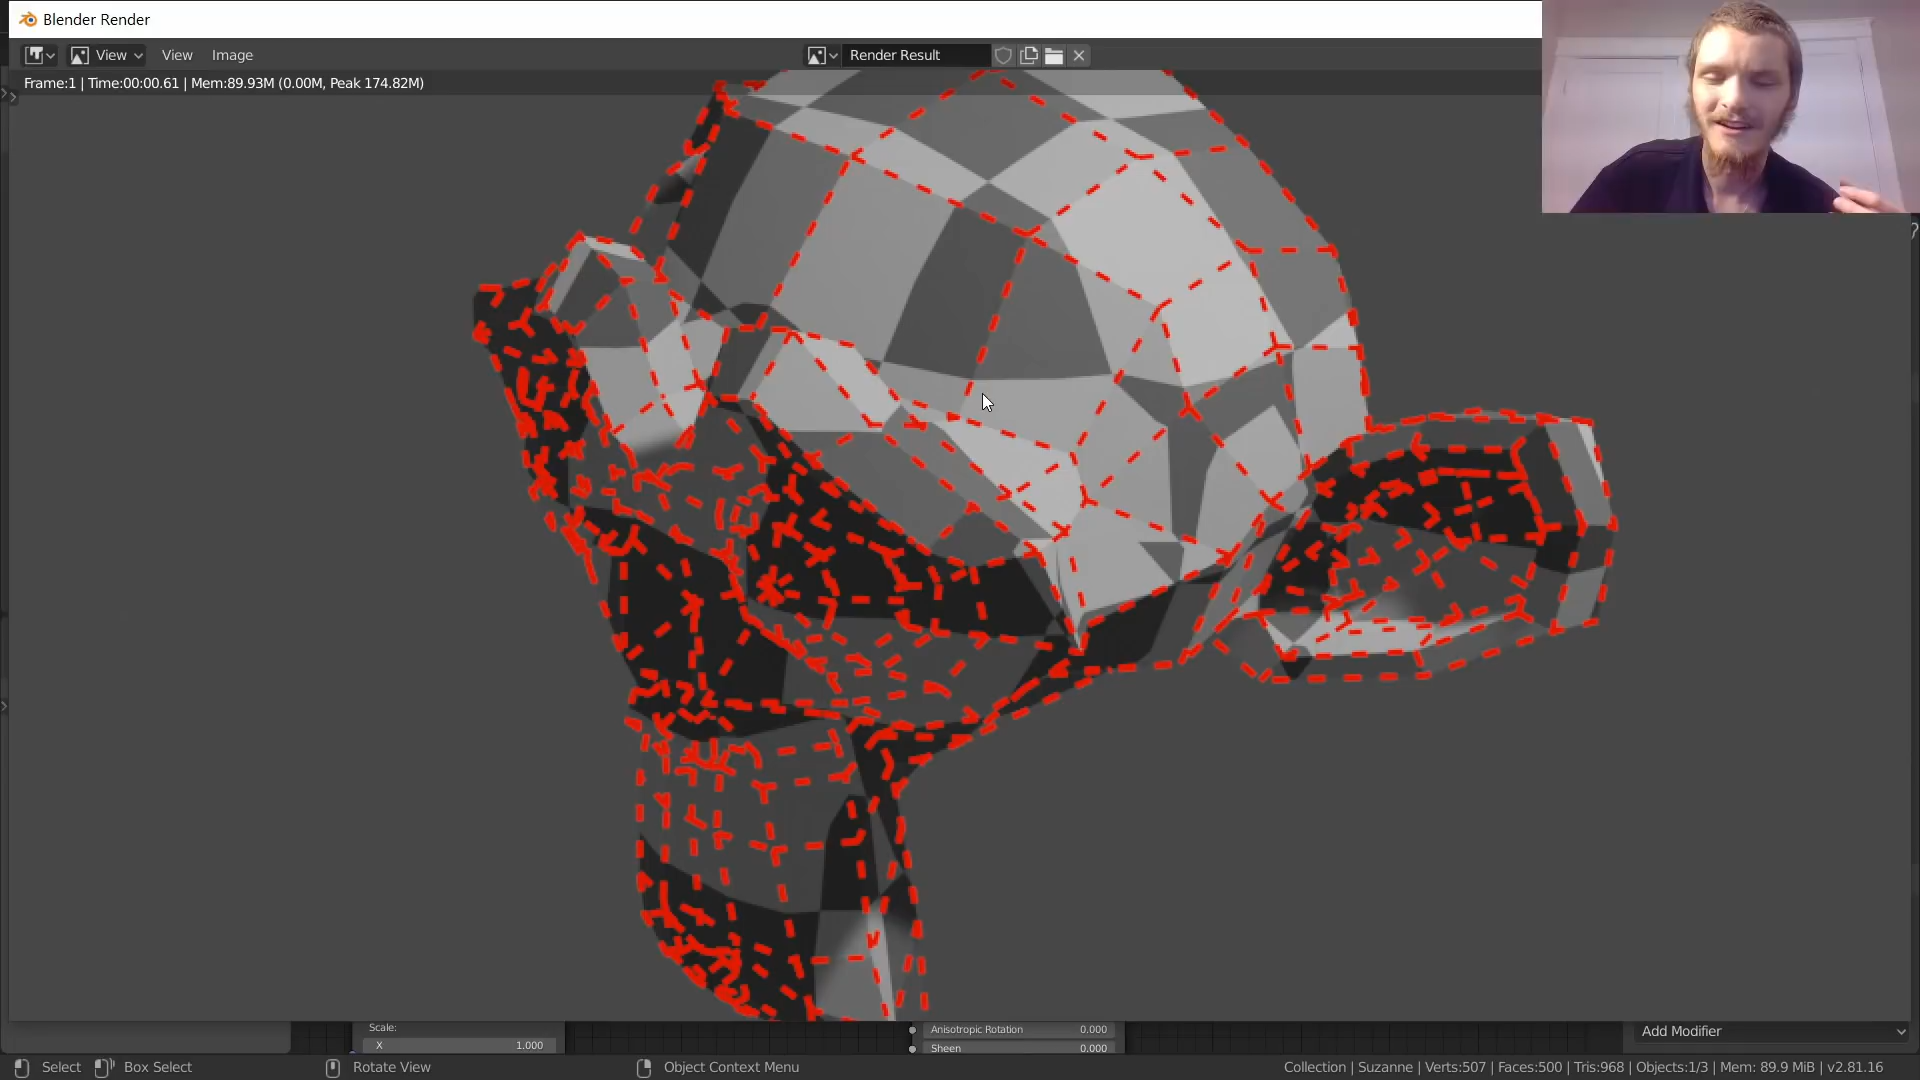 Blender Render
View View Image Render Result
Frame:1 | Time:00:00.61 | Mem:89.93M (0.00M, Peak 174.82M)
Scale:
X 1.000
Anisotropic Rotation 0.000
Sheen 0.000
Add Modifier
Select Box Select Rotate View Object Context Menu
Collection | Suzanne | Verts:507 | Faces:500 | Tris:968 | Objects:1/3 | Mem: 89.9 MiB | v2.81.16